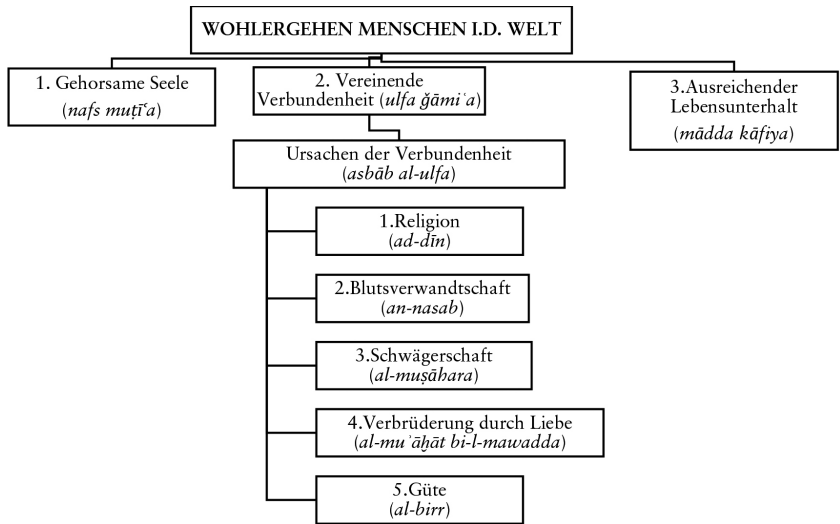 WOHLERGEHEN MENSCHEN I.D. WELT
1. Gehorsame Seele
(nafs muṭīʿa)
2. Vereinende
Verbundenheit (ulfa ǧāmiʿa)
3.Ausreichender
Lebensunterhalt
(mādda kāfiya)
Ursachen der Verbundenheit
(asbāb al-ulfa)
1.Religion
(ad-dīn)
2.Blutsverwandtschaft
(an-nasab)
3.Schwägerschaft
(al-muṣāhara)
4.Verbrüderung durch Liebe
(al-muʾāḫāt bi-l-mawadda)
5.Güte
(al-birr)